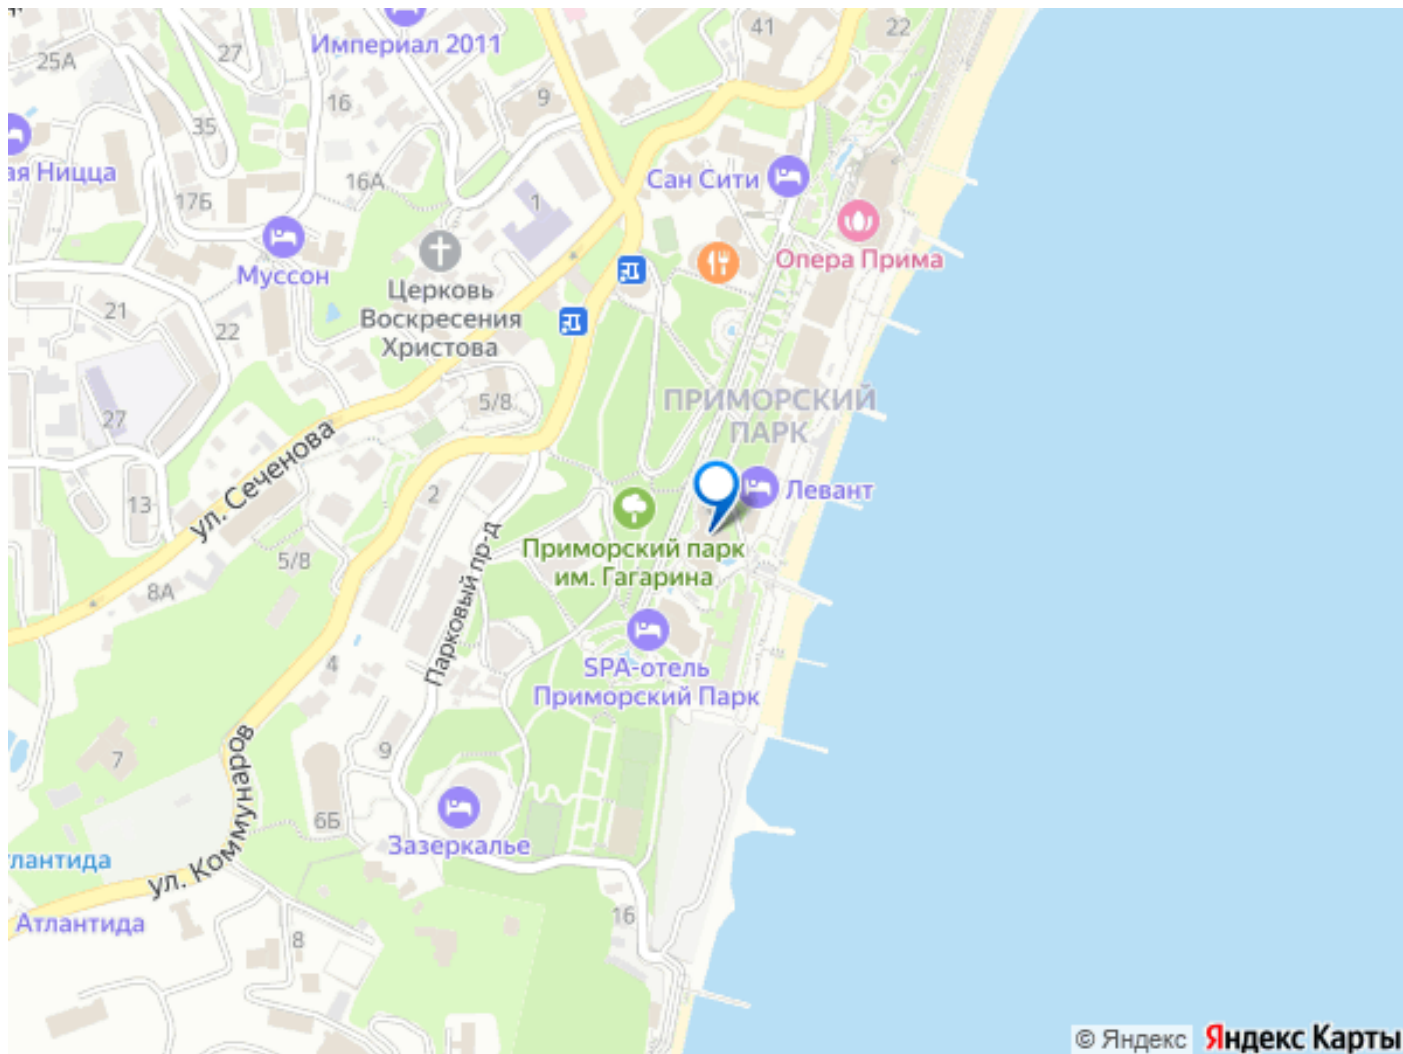 41
22
Империал 2011
27
25А
16
9
35
ая Ницца
16А
Сан Сити
17Б
1
Муссон
Опера Прима
Церковь
Воскресения
Христова
21
22
5/8
ПРИМОРСКИЙ
ПАРК
27
ул. Сеченова
13
2
Левант
Приморский парк
им. Гагарина
5/8
8А
Парковый пр-д
4
SPA-отель
Приморский Парк
7
9
ул. Коммунаров
6Б
Зазеркалье
лантида
Атлантида
16
8
© Яндекс Яндекс Карты